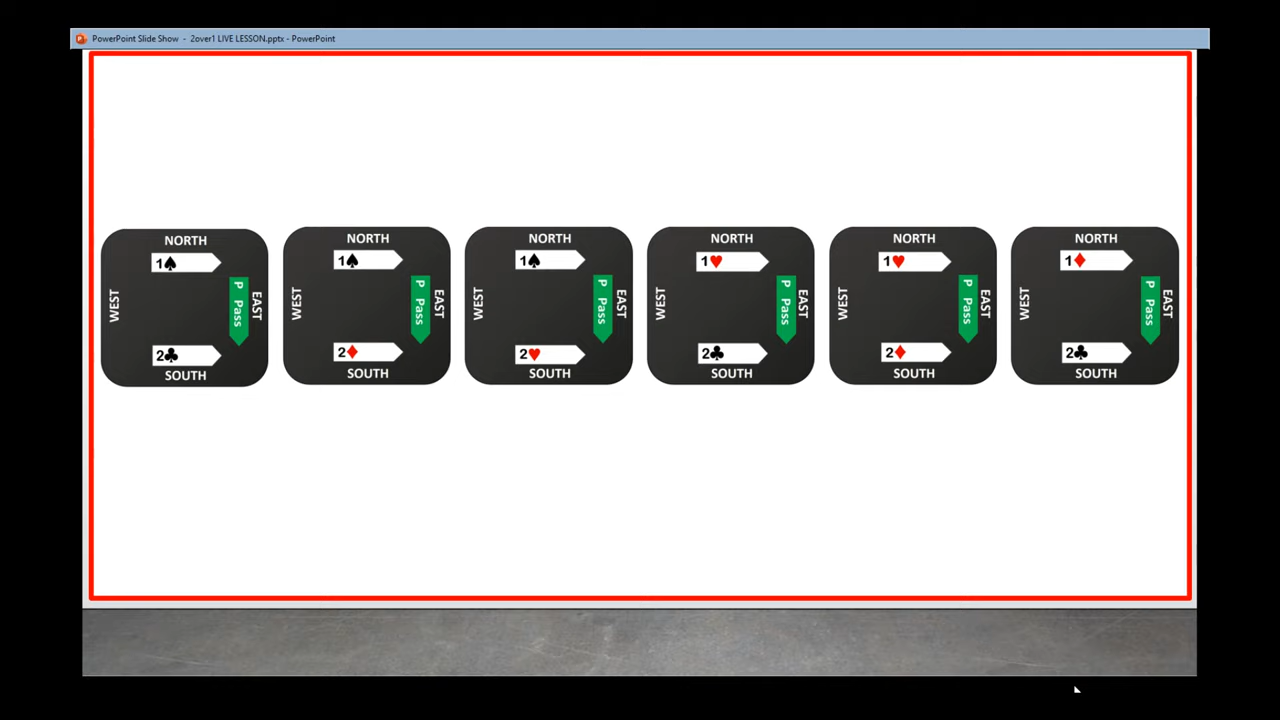 PowerPoint Slide Show - 2over1 LIVE LESSON.pptx - PowerPoint
NORTH
1♠
WEST
P Pass
EAST
2♣
SOUTH
NORTH
1♠
WEST
P Pass
EAST
2♦
SOUTH
NORTH
1♠
WEST
P Pass
EAST
2♥
SOUTH
NORTH
1♥
WEST
P Pass
EAST
2♣
SOUTH
NORTH
1♥
WEST
P Pass
EAST
2♦
SOUTH
NORTH
1♦
WEST
P Pass
EAST
2♣
SOUTH